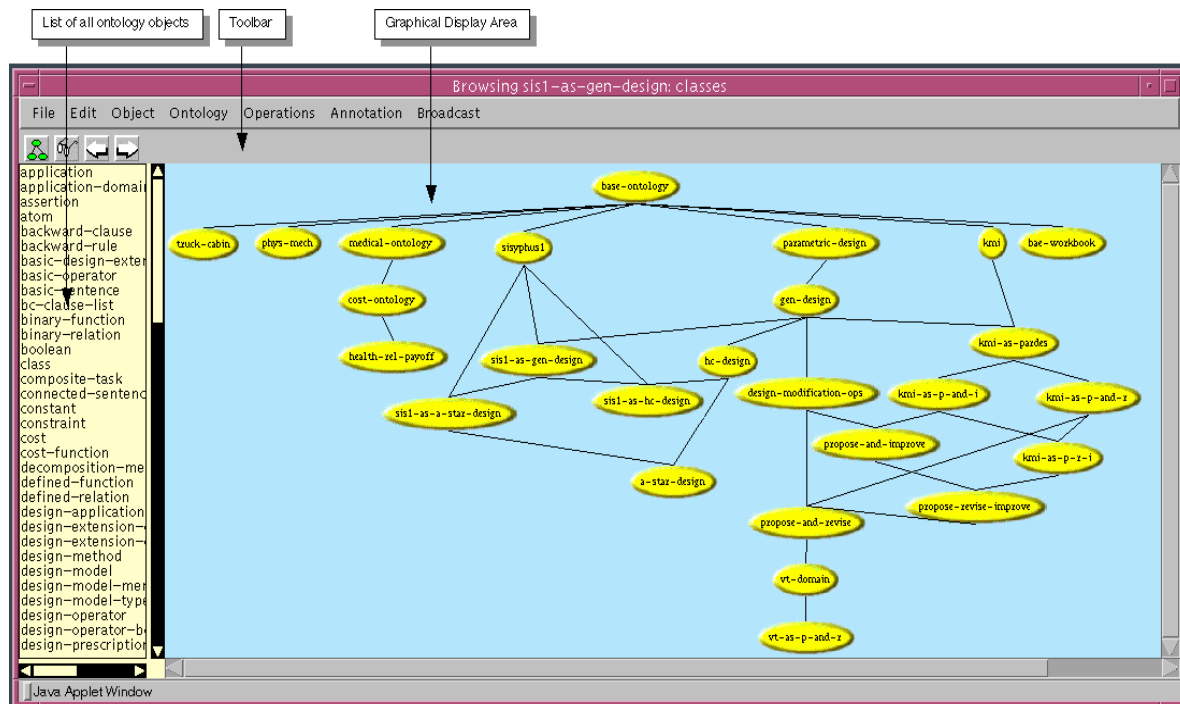 List of all ontology objects
Toolbar
Graphical Display Area
Browsing sis1-as-gen-design: classes
File Edit Object Ontology Operations Annotation Broadcast
application
application-domai
assertion
atom
backward-clause
backward-rule
basic-design-exter
basic-operator
basic-sentence
bc-clause-list
binary-function
binary-relation
boolean
class
composite-task
connected-sentenc
constant
constraint
cost
cost-function
decomposition-me
defined-function
defined-relation
design-application
design-extension-
design-extension-
design-method
design-model
design-model-mer
design-model-type
design-operator
design-operator-b
design-prescription
base-ontology
truck-cabin
phys-mech
medical-ontology
sisyphus1
parametric-design
kmi
bae-workbook
cost-ontology
gen-design
health-rel-payoff
sis1-as-gen-design
hc-design
kmi-as-pardes
sis1-as-a-star-design
sis1-as-hc-design
design-modification-ops
kmi-as-p-and-i
kmi-as-p-and-r
propose-and-improve
kmi-as-p-r-i
a-star-design
propose-and-revise
propose-revise-improve
vt-domain
vt-as-p-and-r
Java Applet Window